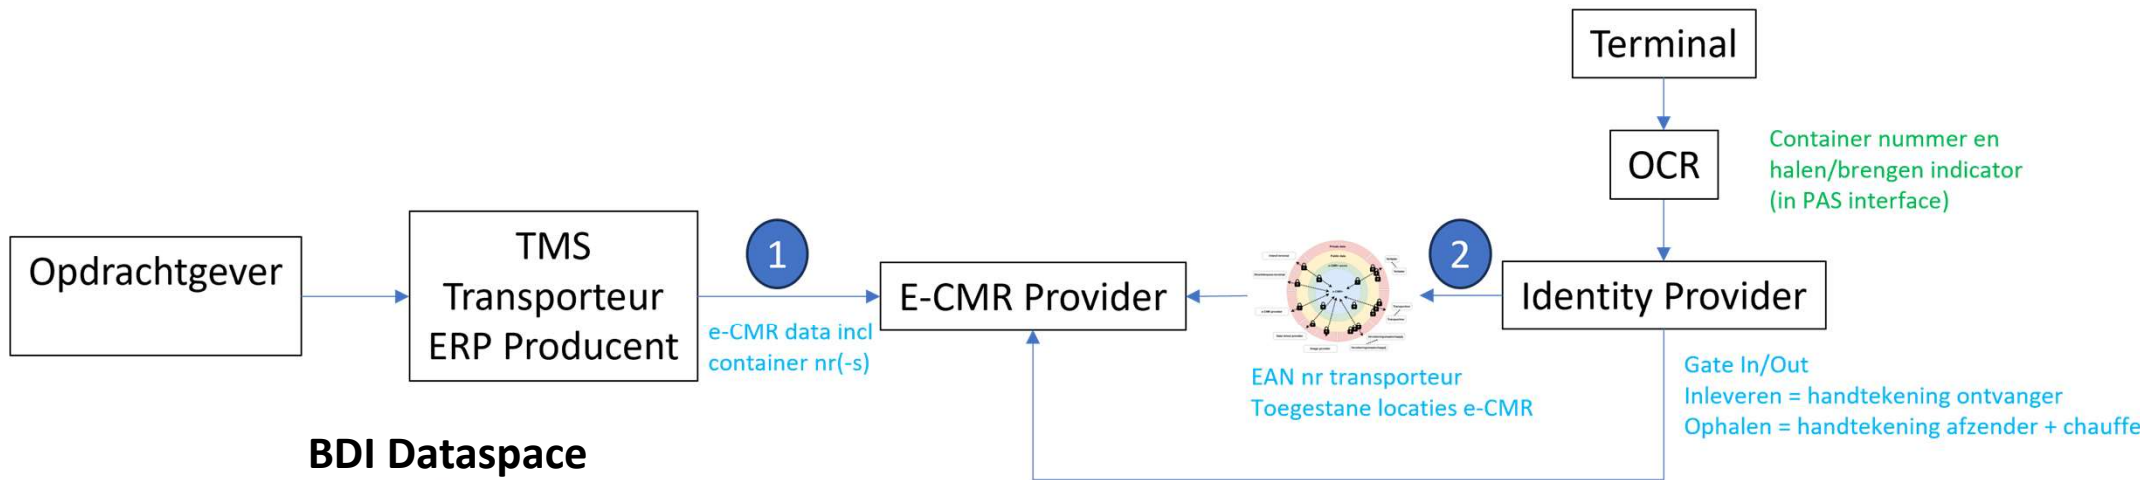 Terminal
OCR
Container nummer en
halen/brengen indicator
(in PAS interface)
Opdrachtgever
TMS
Transporteur
ERP Producent
1
e-CMR data incl
container nr(-s)
E-CMR Provider
EAN nr transporteur
Toegestane locaties e-CMR
2
Identity Provider
Gate In/Out
Inleveren = handtekening ontvanger
Ophalen = handtekening afzender + chauffe
BDI Dataspace